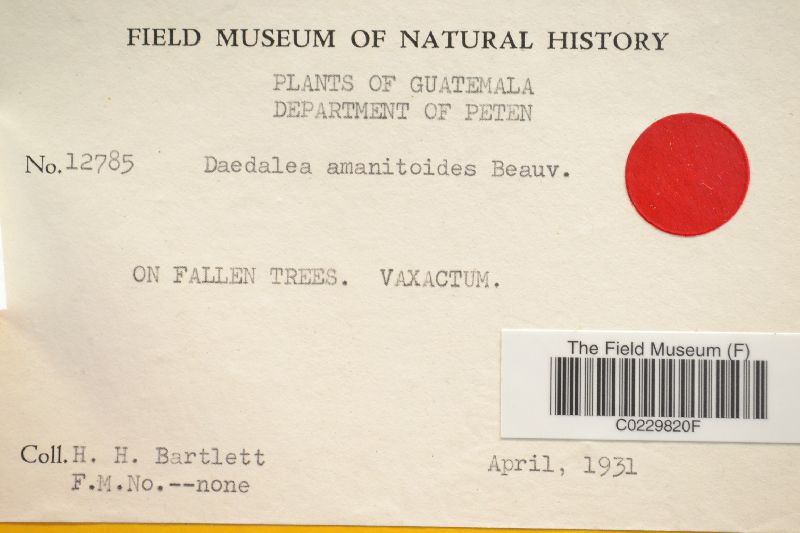 FIELD MUSEUM OF NATURAL HISTORY
PLANTS OF GUATEMALA
DEPARTMENT OF PETEN
No. 12785 Daedalea amanitoides Beauv.
ON FALLEN TREES. VAXACTUM.
The Field Museum (F)
C0229820F
Coll. H. H. Bartlett April, 1931
F.M.No.--none